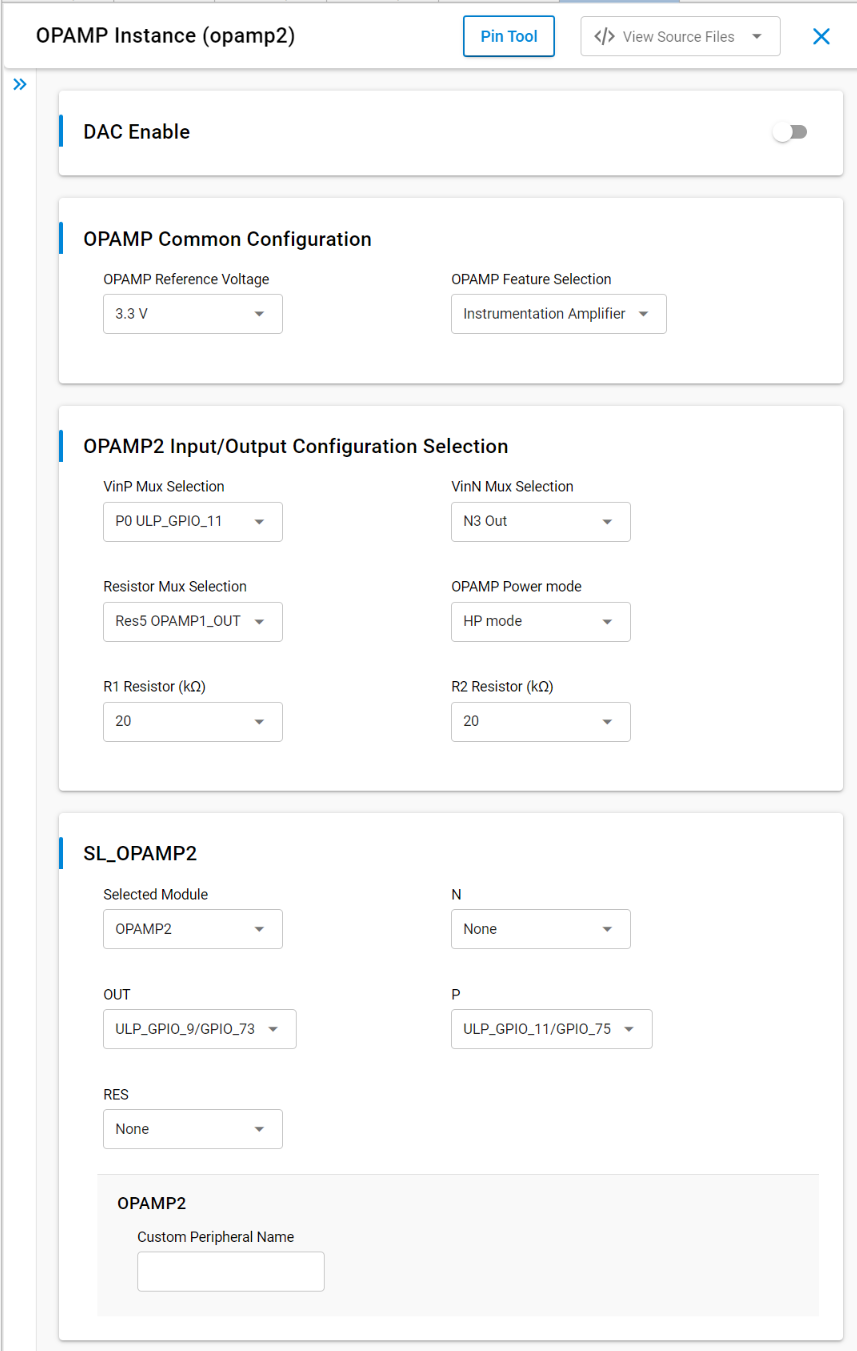 OPAMP Instance (opamp2)
Pin Tool
</> View Source Files
DAC Enable
OPAMP Common Configuration
OPAMP Reference Voltage
OPAMP Feature Selection
3.3 V
Instrumentation Amplifier
OPAMP2 Input/Output Configuration Selection
VinP Mux Selection
VinN Mux Selection
P0 ULP_GPIO_11
N3 Out
Resistor Mux Selection
OPAMP Power mode
Res5 OPAMP1_OUT
HP mode
R1 Resistor (kΩ)
R2 Resistor (kΩ)
20
20
SL_OPAMP2
Selected Module
N
OPAMP2
None
OUT
P
ULP_GPIO_9/GPIO_73
ULP_GPIO_11/GPIO_75
RES
None
OPAMP2
Custom Peripheral Name